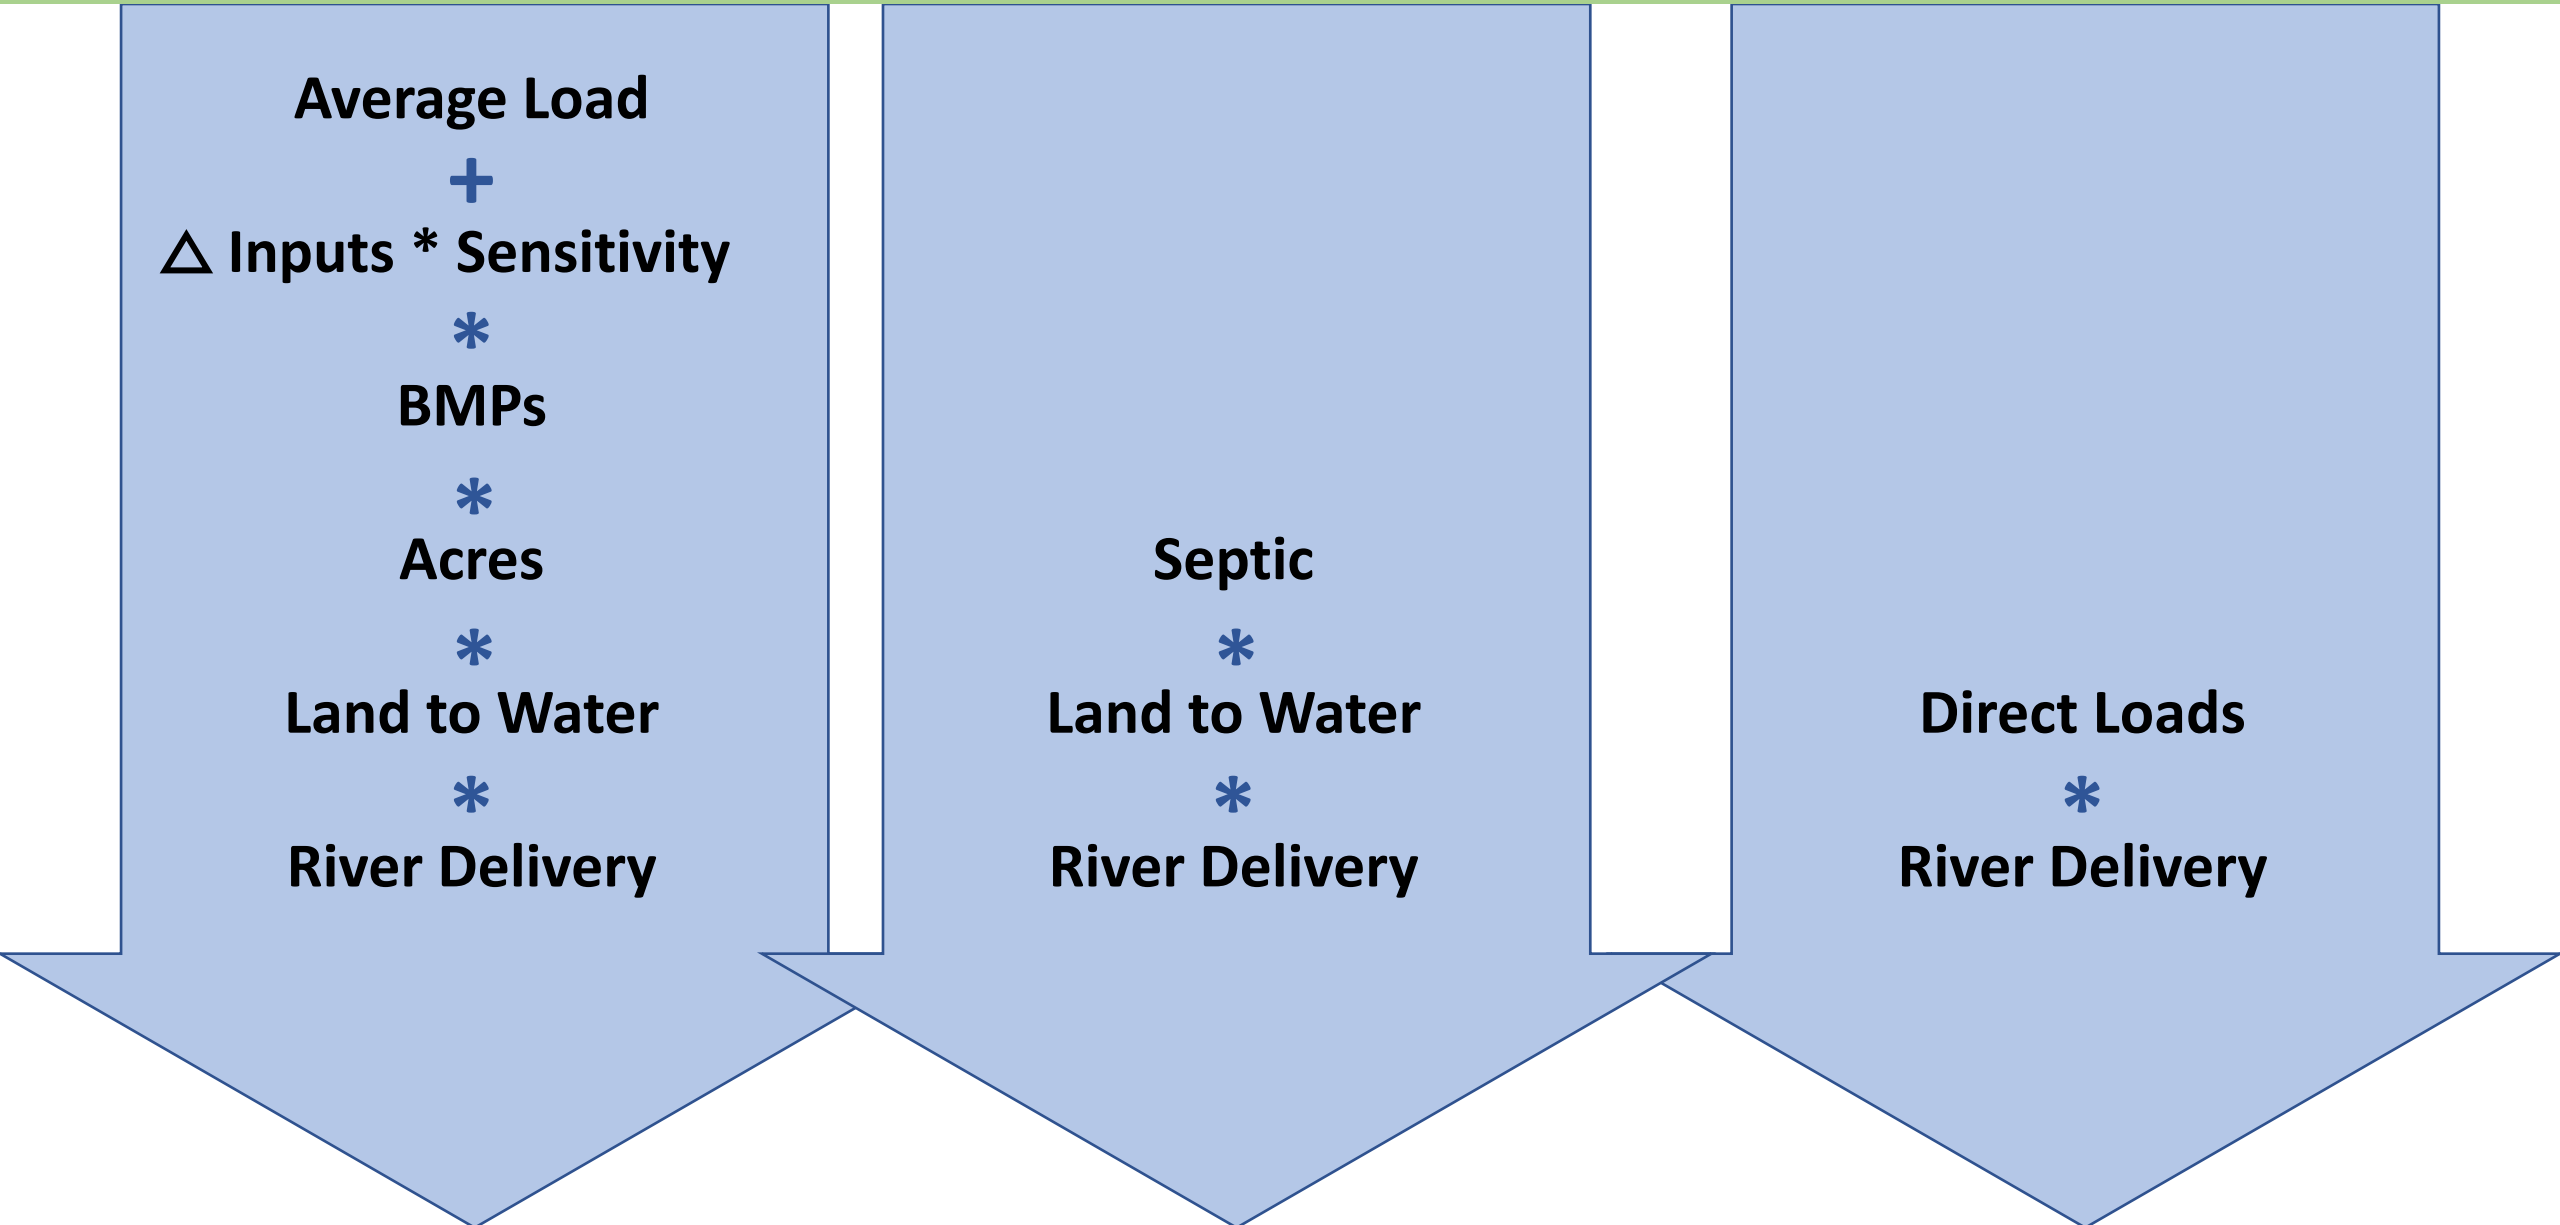 Average Load
+
△ Inputs * Sensitivity
*
BMPs
*
Acres
*
Land to Water
*
River Delivery
Septic
*
Land to Water
*
River Delivery
Direct Loads
*
River Delivery